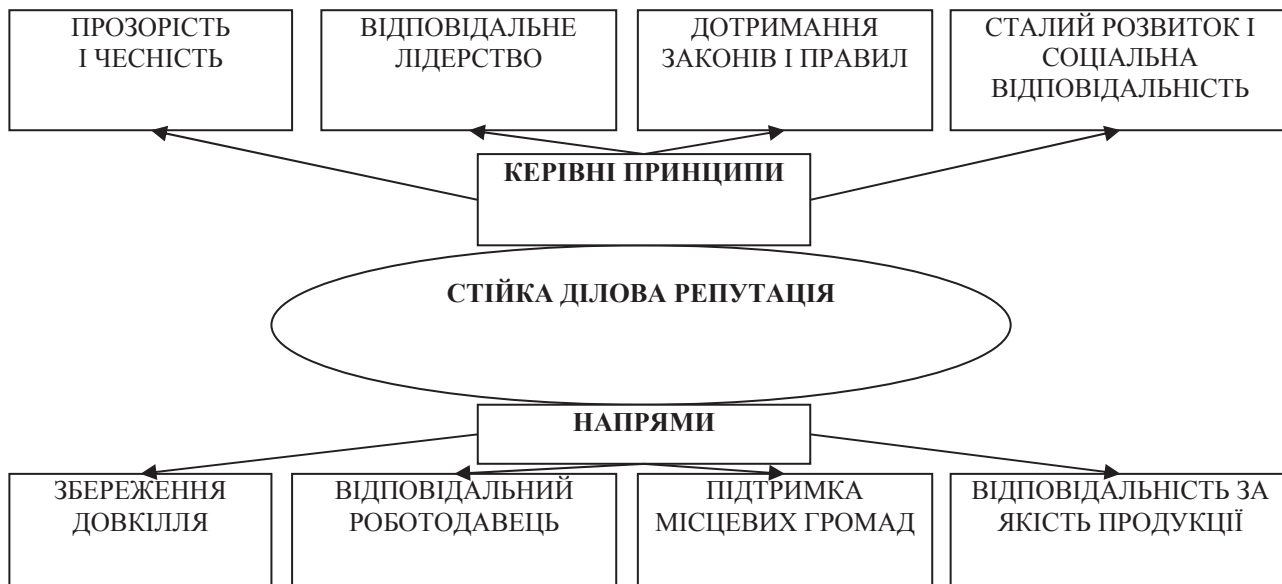 ПРОЗОРІСТЬ
І ЧЕСНІСТЬ
ВІДПОВІДАЛЬНЕ
ЛІДЕРСТВО
ДОТРИМАННЯ
ЗАКОНІВ І ПРАВИЛ
СТАЛИЙ РОЗВИТОК І
СОЦІАЛЬНА
ВІДПОВІДАЛЬНІСТЬ
КЕРІВНІ ПРИНЦИПИ
СТІЙКА ДІЛОВА РЕПУТАЦІЯ
НАПРЯМИ
ЗБЕРЕЖЕННЯ
ДОВКІЛЛЯ
ВІДПОВІДАЛЬНИЙ
РОБОТОДАВЕЦЬ
ПІДТРИМКА
МІСЦЕВИХ ГРОМАД
ВІДПОВІДАЛЬНІСТЬ ЗА
ЯКІСТЬ ПРОДУКЦІЇ